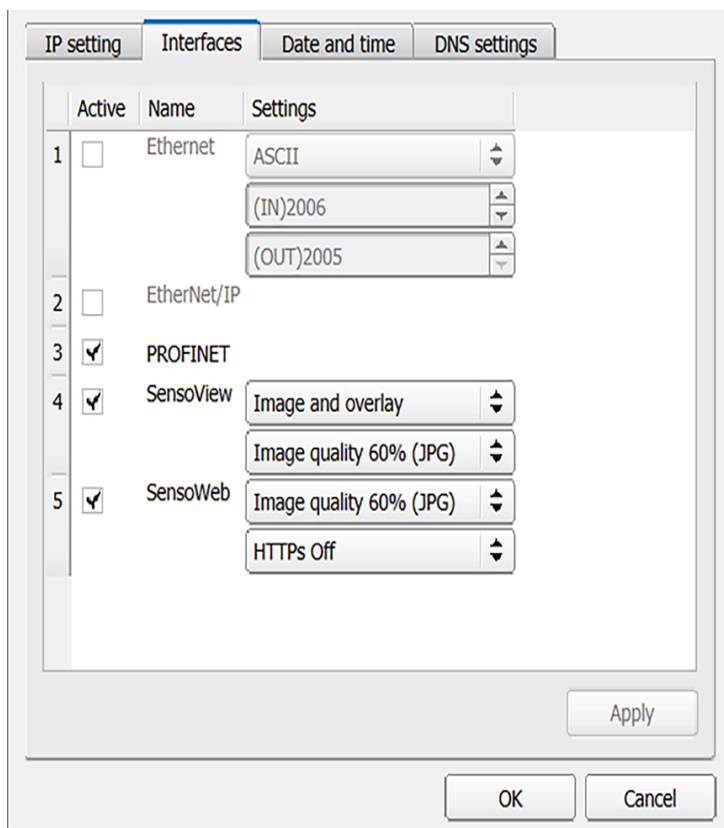 IP setting Interfaces Date and time DNS settings
Active Name Settings
1 Ethernet ASCII
(IN)2006
(OUT)2005
2 EtherNet/IP
3 PROFINET
4 SensoView Image and overlay
Image quality 60% (JPG)
5 SensoWeb Image quality 60% (JPG)
HTTPs Off
Apply
OK Cancel